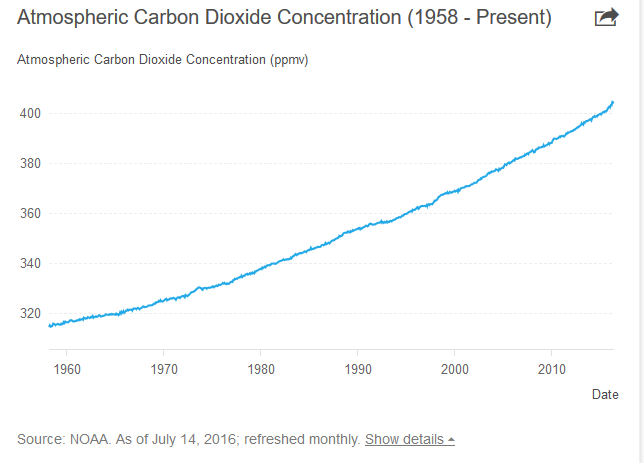 Atmospheric Carbon Dioxide Concentration (1958 - Present)
Atmospheric Carbon Dioxide Concentration (ppmv)
400
380
360
340
320
1960 1970 1980 1990 2000 2010
Date
Source: NOAA. As of July 14, 2016; refreshed monthly. Show details